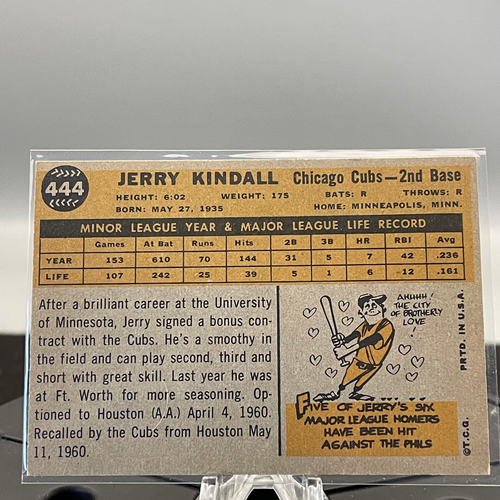 444
JERRY KINDALL Chicago Cubs—2nd Base
HEIGHT: 6:02 WEIGHT: 175 BATS: R THROWS: R
BORN: MAY 27, 1935 HOME: MINNEAPOLIS, MINN.
MINOR LEAGUE YEAR & MAJOR LEAGUE LIFE RECORD
Games At Bat Runs Hits 2B 3B HR RBI Avg
YEAR 153 610 70 144 31 5 7 42 .236
LIFE 107 242 25 39 5 1 6 12 .161
After a brilliant career at the University
of Minnesota, Jerry signed a bonus con-
tract with the Cubs. He's a smoothy in
the field and can play second, third and
short with great skill. Last year he was
at Ft. Worth for more seasoning. Op-
tioned to Houston (A.A.) April 4, 1960.
Recalled by the Cubs from Houston May
11, 1960.
AHHHH!
THE CITY
OF BROTHERLY
LOVE
!
FIVE OF JERRY'S SIX
MAJOR LEAGUE HOMERS
HAVE BEEN HIT
AGAINST THE PHILS
©T.C.G. PRTD. IN U.S.A.